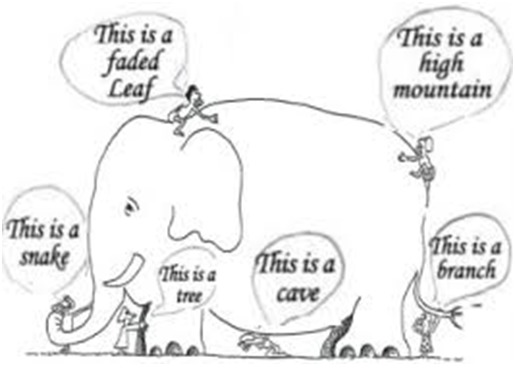 This is a
faded
Leaf
This is a
high
mountain
This is a
snake
This is a
tree
This is a
cave
This is a
branch